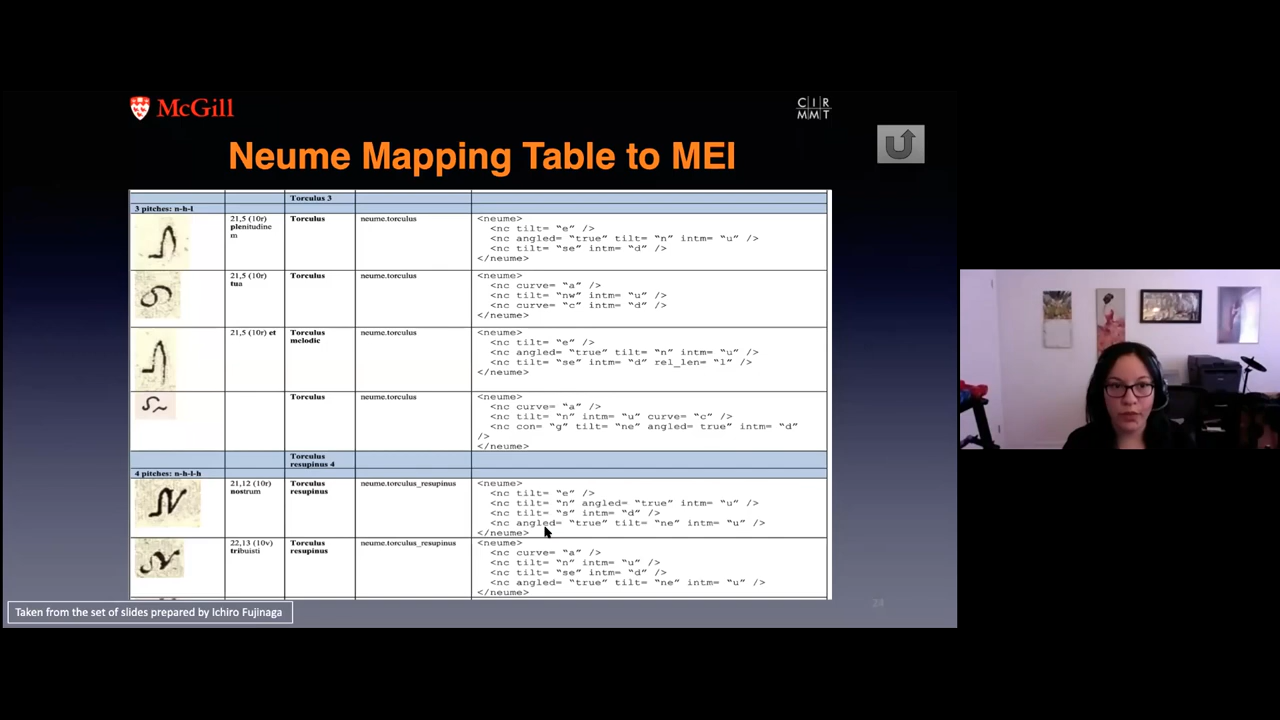 McGill
C I R
M M T
Neume Mapping Table to MEI
Torculus 3
3 pitches: n-h-l
21,5 (10r)
plenitudine
m
Torculus
neume.torculus
<neume>
<nc tilt= "e" />
<nc angled= "true" tilt= "n" intm= "u" />
<nc tilt= "se" intm= "d" />
</neume>
21,5 (10r)
tua
Torculus
neume.torculus
<neume>
<nc curve= "a" />
<nc tilt= "nw" intm= "u" />
<nc curve= "c" intm= "d" />
</neume>
21,5 (10r) et
Torculus
melodic
neume.torculus
<neume>
<nc tilt= "e" />
<nc angled= "true" tilt= "n" intm= "u" />
<nc tilt= "se" intm= "d" rel_len= "l" />
</neume>
Torculus
neume.torculus
<neume>
<nc curve= "a" />
<nc tilt= "n" intm= "u" curve= "c" />
<nc con= "g" tilt= "ne" angled= true" intm= "d"
/>
</neume>
Torculus
resupinus 4
4 pitches: n-h-l-h
21,12 (10r)
nostrum
Torculus
resupinus
neume.torculus_resupinus
<neume>
<nc tilt= "e" />
<nc tilt= "n" angled= "true" intm= "u" />
<nc tilt= "s" intm= "d" />
<nc angled= "true" tilt= "ne" intm= "u" />
</neume>
22,13 (10v)
tribuisti
Torculus
resupinus
neume.torculus_resupinus
<neume>
<nc curve= "a" />
<nc tilt= "n" intm= "u" />
<nc tilt= "se" intm= "d" />
<nc angled= "true" tilt= "ne" intm= "u" />
</neume>
Taken from the set of slides prepared by Ichiro Fujinaga